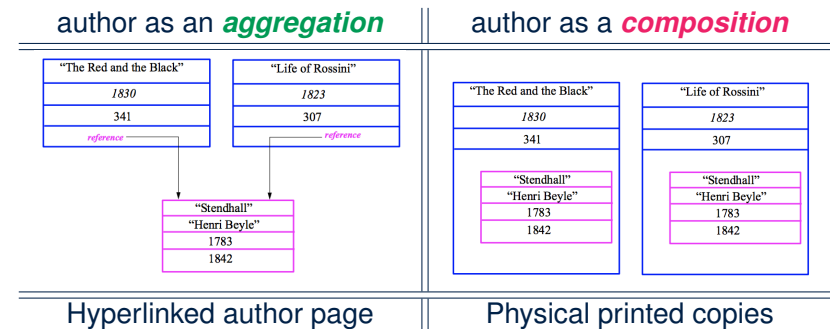 author as an aggregation
"The Red and the Black"
1830
341
reference
"Life of Rossini"
1823
307
reference
"Stendhall"
"Henri Beyle"
1783
1842
Hyperlinked author page
author as a composition
"The Red and the Black"
1830
341
"Stendhall"
"Henri Beyle"
1783
1842
"Life of Rossini"
1823
307
"Stendhall"
"Henri Beyle"
1783
1842
Physical printed copies